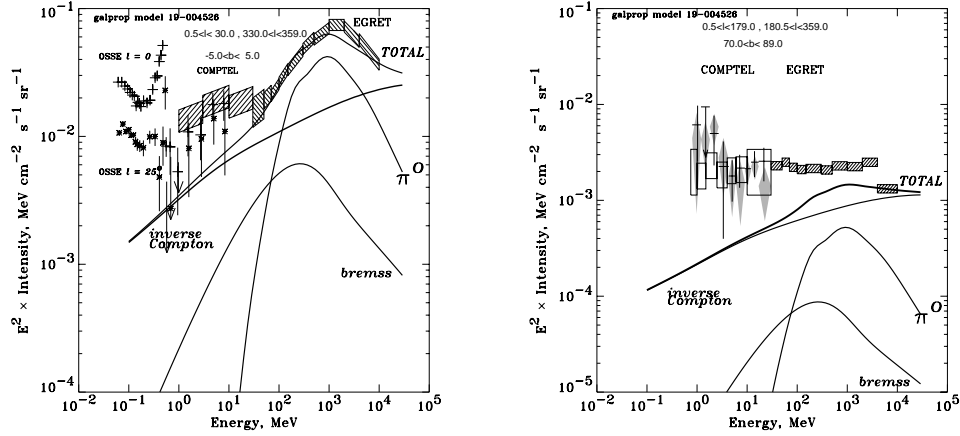 galprop model 19-004526
0.5<l< 30.0 , 330.0<l<359.0
-5.0<b< 5.0
EGRET
TOTAL
OSSE l = 0
COMPTEL
OSSE l = 25°
inverse
Compton
π⁰
bremss
10⁻¹
10⁻²
10⁻³
10⁻⁴
10⁻² 10⁻¹ 10⁰ 10¹ 10² 10³ 10⁴ 10⁵
Energy, MeV
E² × Intensity, MeV cm⁻² s⁻¹ sr⁻¹
galprop model 19-004526
0.5<l<179.0 , 180.5<l<359.0
70.0<b< 89.0
COMPTEL EGRET
TOTAL
inverse
Compton
π⁰
bremss
10⁻¹
10⁻²
10⁻³
10⁻⁴
10⁻⁵
10⁻² 10⁻¹ 10⁰ 10¹ 10² 10³ 10⁴ 10⁵
Energy, MeV
E² × Intensity, MeV cm⁻² s⁻¹ sr⁻¹